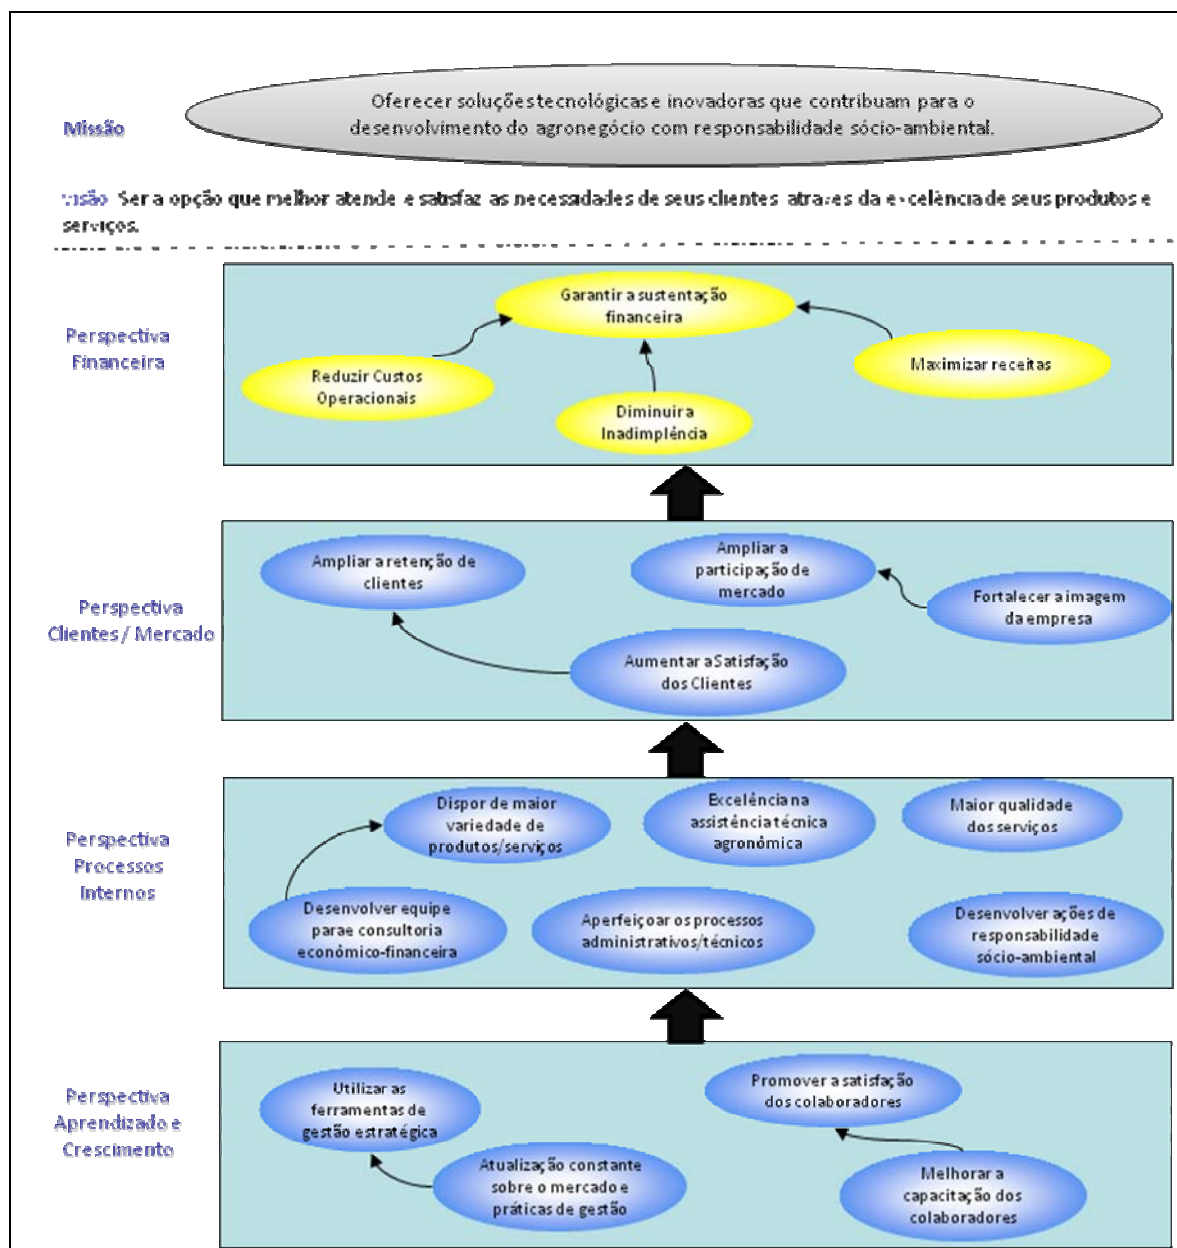 Missão
Oferecer soluções tecnológicas e inovadoras que contribuam para o
desenvolvimento do agronegócio com responsabilidade sócio-ambiental.
Visão Ser a opção que melhor atende e satisfaz as necessidades de seus clientes através da excelência de seus produtos e
serviços.
Perspectiva
Financeira
Garantir a sustentação
financeira
Reduzir Custos
Operacionais
Diminuir a
Inadimplência
Maximizar receitas
Perspectiva
Clientes / Mercado
Ampliar a retenção de
clientes
Ampliar a
participação de
mercado
Fortalecer a imagem
da empresa
Aumentar a Satisfação
dos Clientes
Perspectiva
Processos
Internos
Dispor de maior
variedade de
produtos/serviços
Excelência na
assistência técnica
agronômica
Maior qualidade
dos serviços
Desenvolver equipe
parae consultoria
econômico-financeira
Aperfeiçoar os processos
administrativos/técnicos
Desenvolver ações de
responsabilidade
sócio-ambiental
Perspectiva
Aprendizado e
Crescimento
Utilizar as
ferramentas de
gestão estratégica
Promover a satisfação
dos colaboradores
Atualização constante
sobre o mercado e
práticas de gestão
Melhorar a
capacitação dos
colaboradores